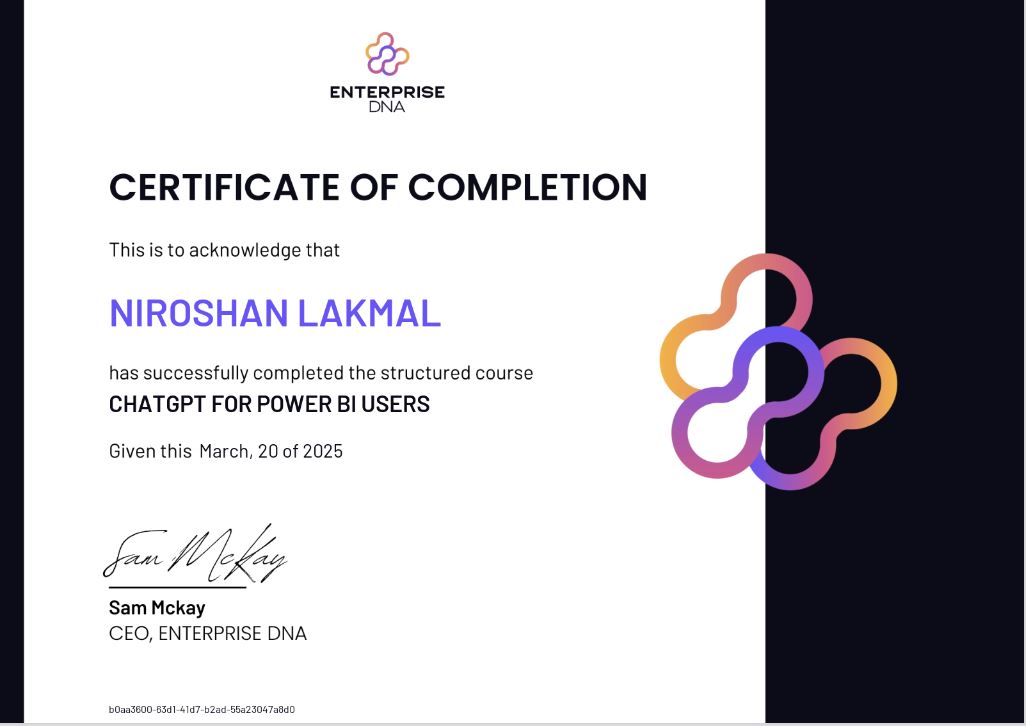 ENTERPRISE
DNA
CERTIFICATE OF COMPLETION
This is to acknowledge that
NIROSHAN LAKMAL
has successfully completed the structured course
CHATGPT FOR POWER BI USERS
Given this March, 20 of 2025
Sam McKay
Sam Mckay
CEO, ENTERPRISE DNA
b0aa3600-63d1-41d7-b2ad-55a23047a8d0